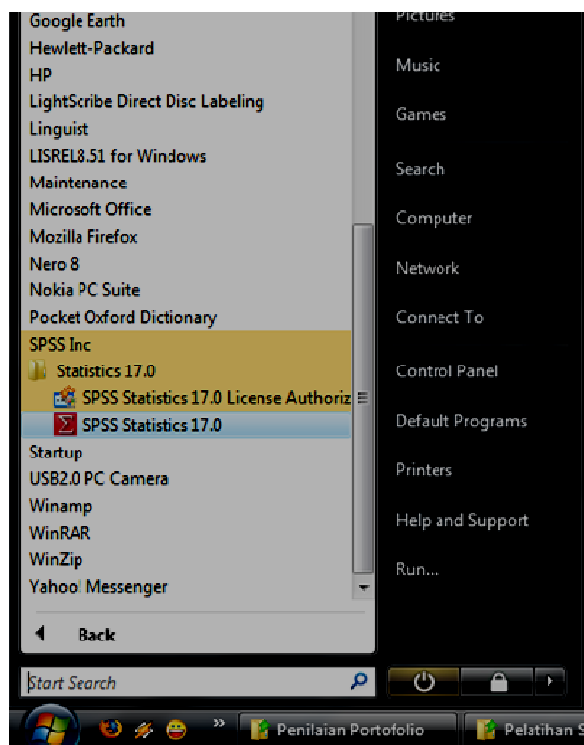 Google Earth
Hewlett-Packard
HP
LightScribe Direct Disc Labeling
Linguist
LISREL8.51 for Windows
Maintenance
Microsoft Office
Mozilla Firefox
Nero 8
Nokia PC Suite
Pocket Oxford Dictionary
SPSS Inc
Statistics 17.0
SPSS Statistics 17.0 License Authoriz
SPSS Statistics 17.0
Startup
USB2.0 PC Camera
Winamp
WinRAR
WinZip
Yahoo! Messenger
Back
Start Search
Pictures
Music
Games
Search
Computer
Network
Connect To
Control Panel
Default Programs
Printers
Help and Support
Run...
Penilaian Portofolio
Pelatihan S